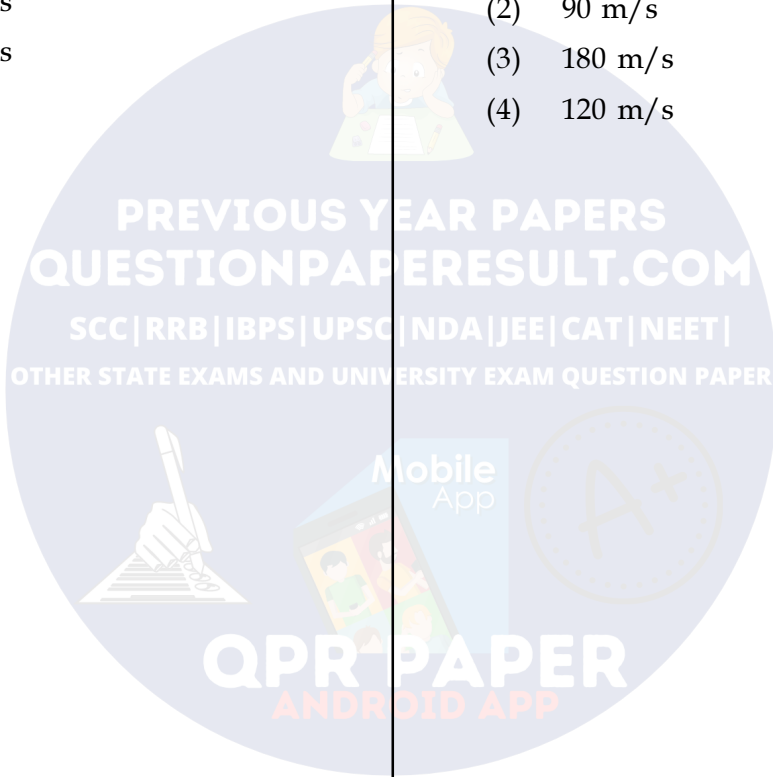 s
s
(2) 90 m/s
(3) 180 m/s
(4) 120 m/s
PREVIOUS YEAR PAPERS
QUESTIONPAPERESULT.COM
SCC|RRB|IBPS|UPSC|NDA|JEE|CAT|NEET|
OTHER STATE EXAMS AND UNIVERSITY EXAM QUESTION PAPER
Mobile
App
A+
QPR PAPER
ANDROID APP